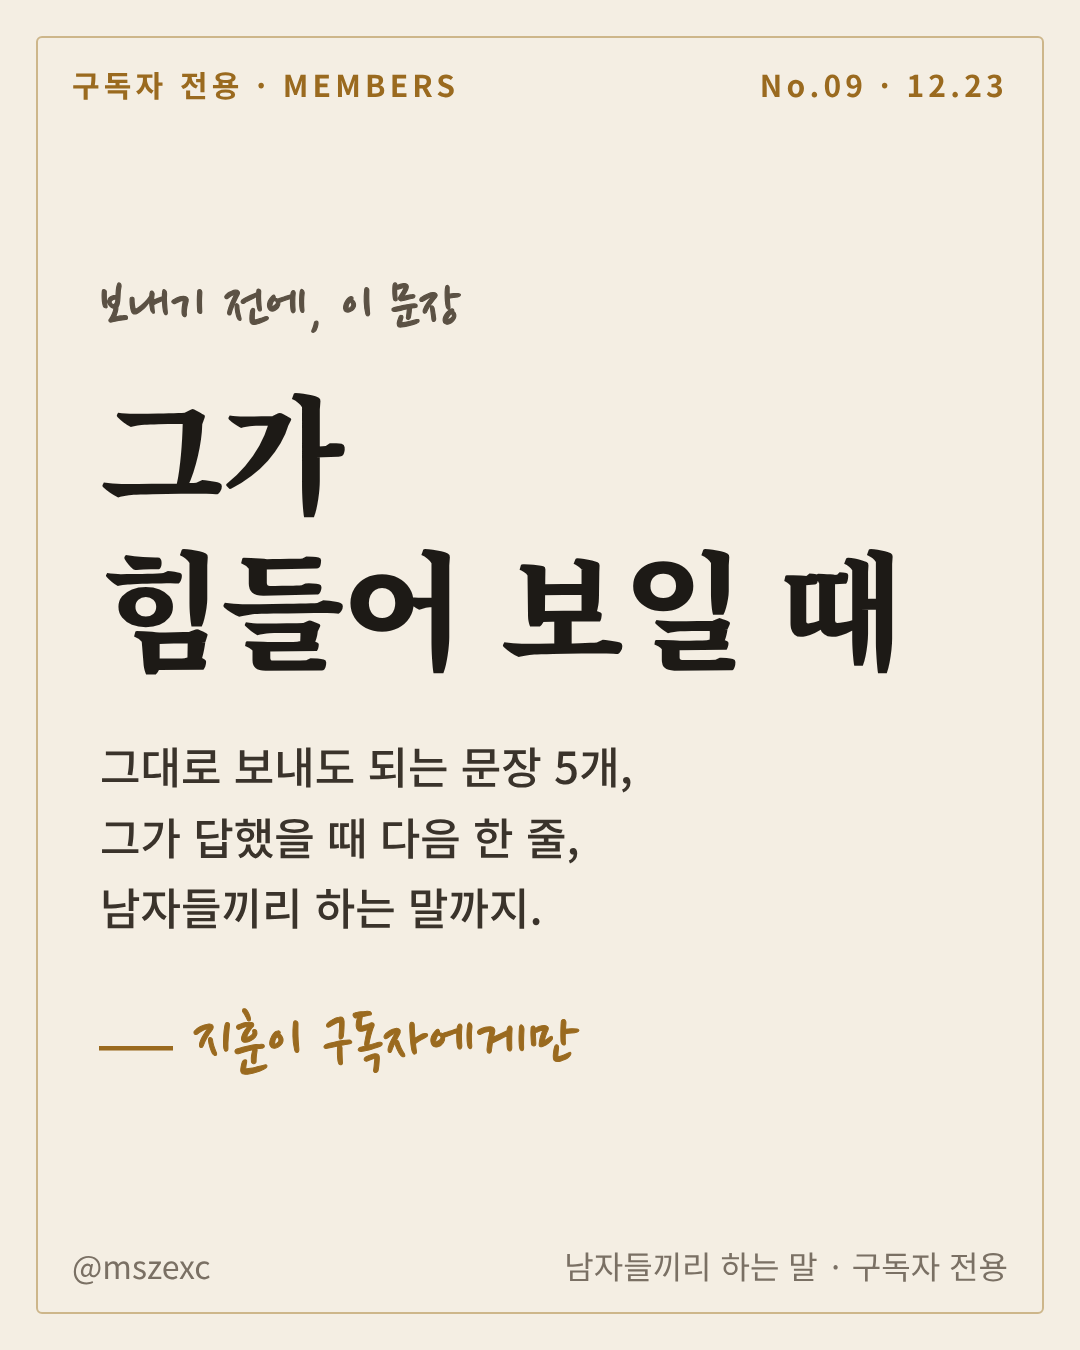 구독자 전용 · MEMBERS
No.09 · 12.23
보내기 전에, 이 문장
그가
힘들어 보일 때
그대로 보내도 되는 문장 5개,
그가 답했을 때 다음 한 줄,
남자들끼리 하는 말까지.
지훈이 구독자에게만
@mszexc
남자들끼리 하는 말 · 구독자 전용